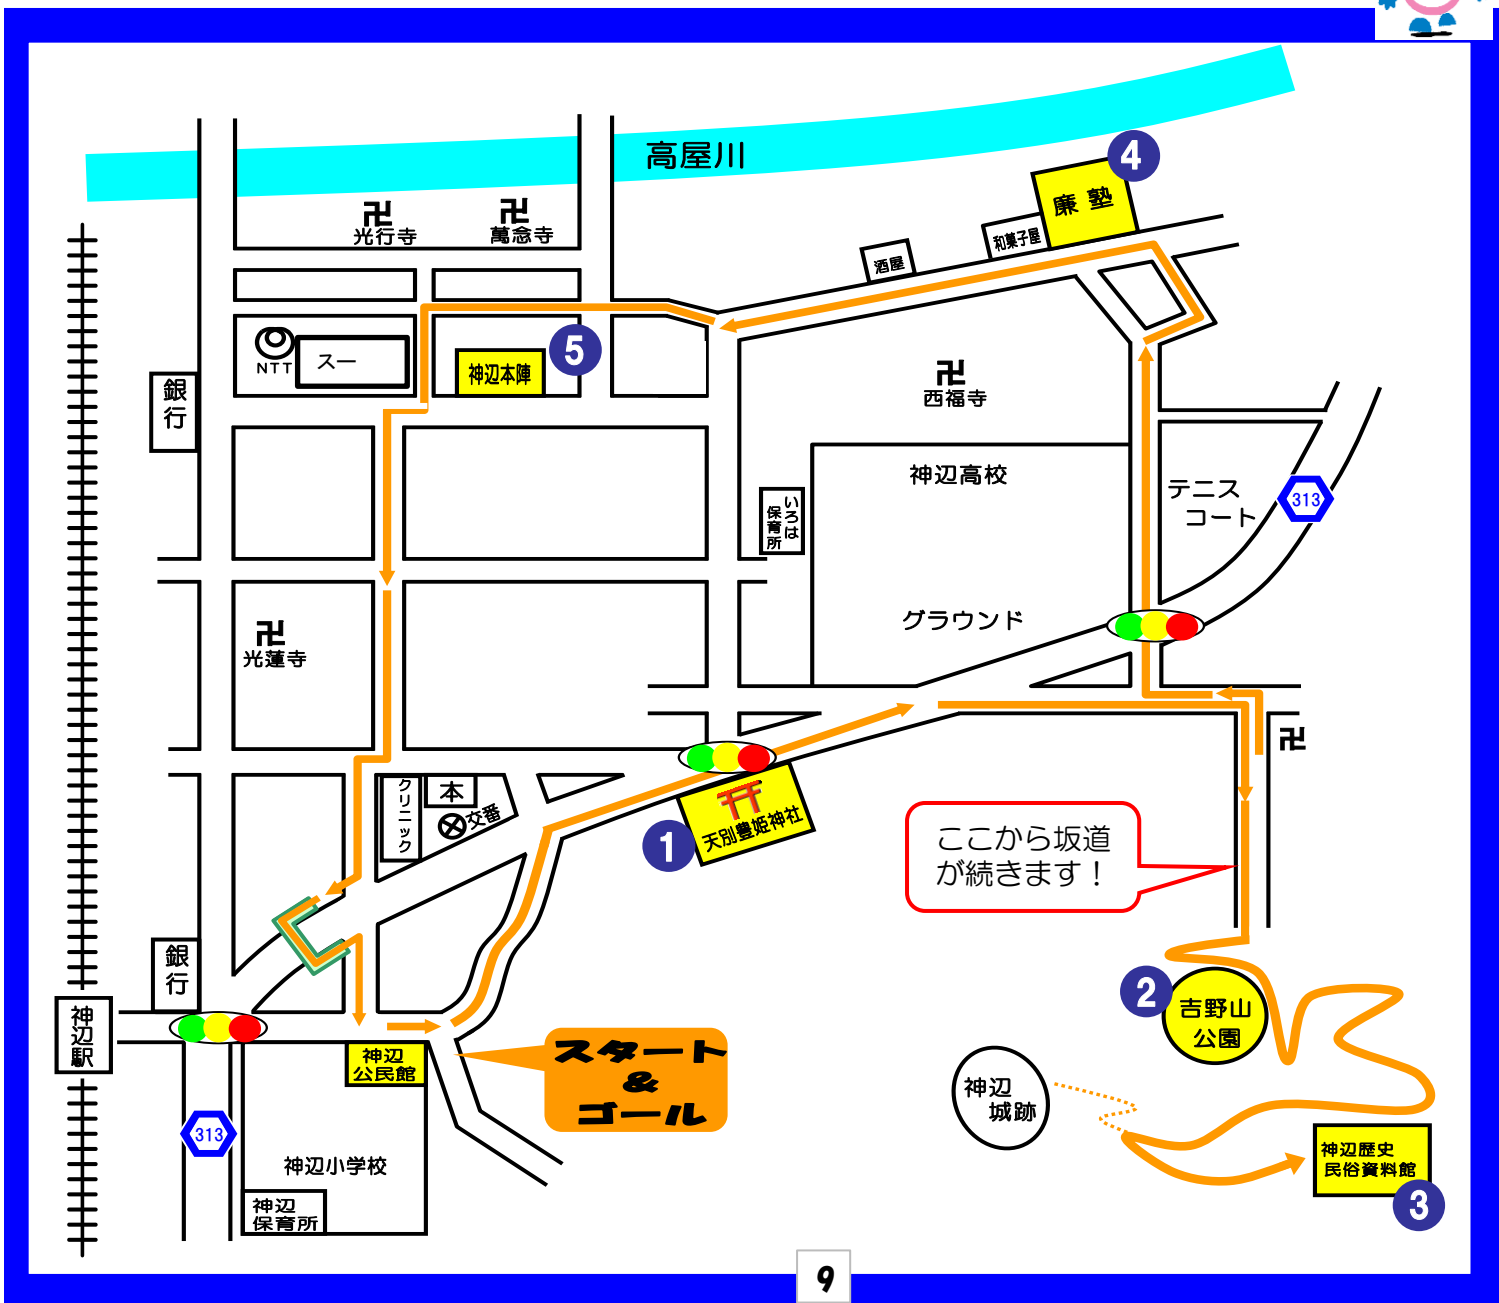 高屋川
4
廉塾
和菓子屋
酒屋
光行寺
萬念寺
NTT
スー
神辺本陣
5
銀行
西福寺
神辺高校
いろは
保育所
テニス
コート
313
グラウンド
光蓮寺
クリニック
本
交番
天別豊姫神社
1
ここから坂道
が続きます！
銀行
神辺駅
神辺
公民館
スタート
&
ゴール
2
吉野山
公園
神辺
城跡
313
神辺小学校
神辺
保育所
神辺歴史
民俗資料館
3
9